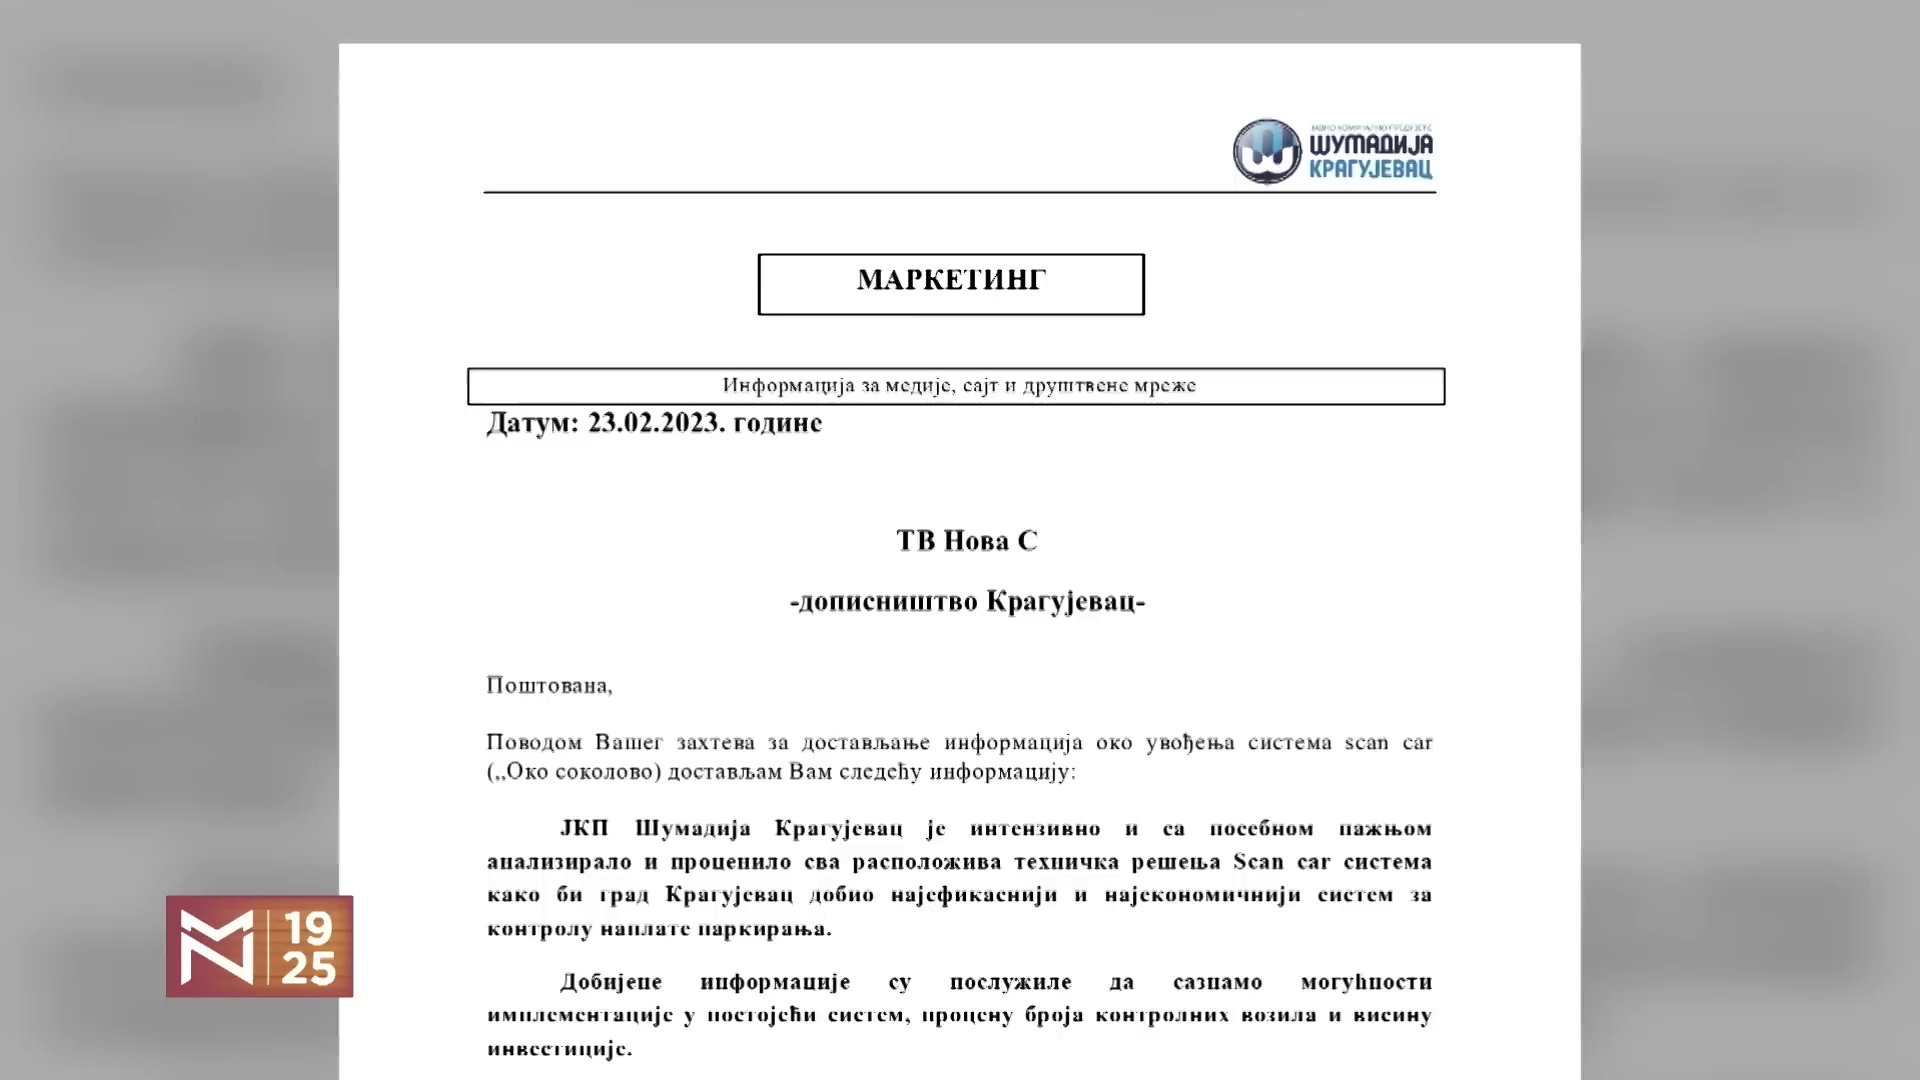 ЈАВНО КОМУНАЛНО ПРЕДУЗЕЋЕ
ШУМАДИЈА
КРАГУЈЕВАЦ
МАРКЕТИНГ
Информација за медије, сајт и друштвене мреже
Датум: 23.02.2023. године
ТВ Нова С
-дописништво Крагујевац-
Поштована,
Поводом Вашег захтева за достављање информација око увођења система scan car
(,,Око соколово) достављам Вам следећу информацију:
ЈКП Шумадија Крагујевац је интензивно и са посебном пажњом
анализирало и проценило сва расположива техничка решења Scan car система
како би град Крагујевац добио најефикаснији и најекономичнији систем за
контролу наплате паркирања.
Добијене информације су послужиле да сазнамо могућности
имплементације у постојећи систем, процену броја контролних возила и висину
инвестиције.
19
25